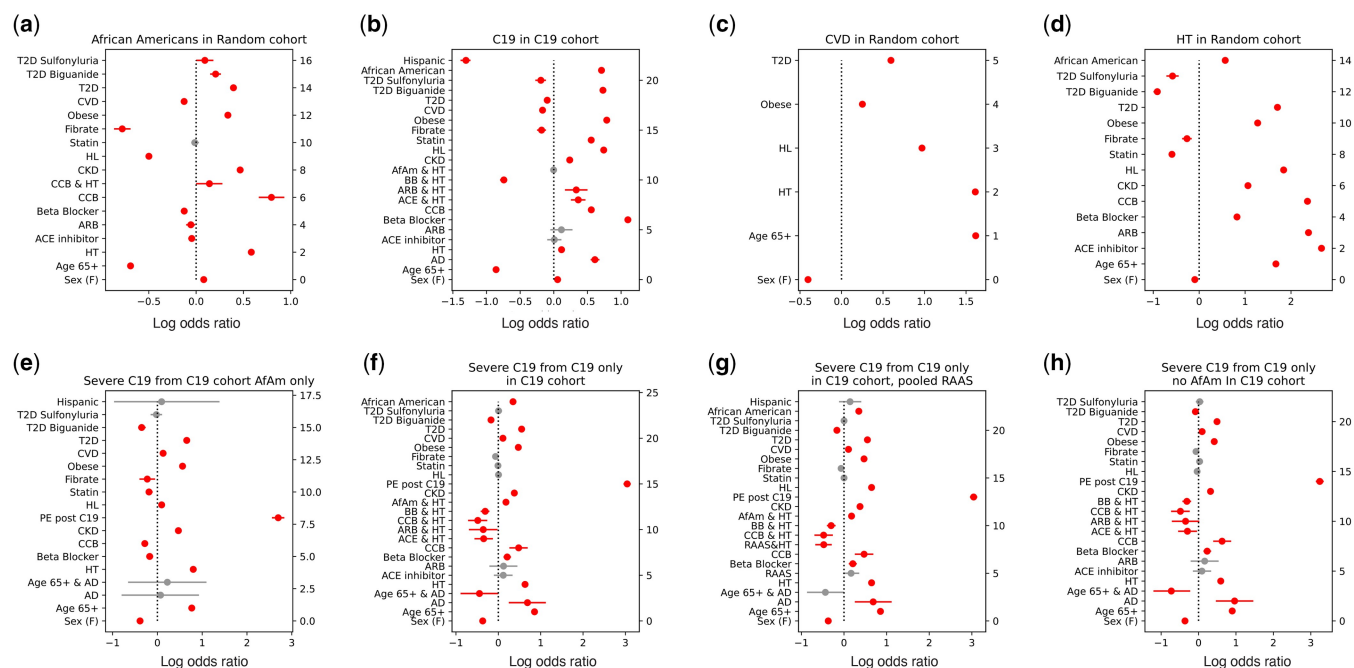 (a)
African Americans in Random cohort
T2D Sulfonyluria
T2D Biguanide
T2D
CVD
Obese
Fibrate
Statin
HL
CKD
CCB & HT
CCB
Beta Blocker
ARB
ACE inhibitor
HT
Age 65+
Sex (F)
16
14
12
10
8
6
4
2
0
−0.5 0.0 0.5 1.0
Log odds ratio
(b)
C19 in C19 cohort
Hispanic
African American
T2D Sulfonyluria
T2D Biguanide
T2D
CVD
Obese
Fibrate
Statin
HL
CKD
AfAm & HT
BB & HT
ARB & HT
ACE & HT
CCB
Beta Blocker
ARB
ACE inhibitor
HT
AD
Age 65+
Sex (F)
20
15
10
5
0
−1.5 −1.0 −0.5 0.0 0.5 1.0
Log odds ratio
(c)
CVD in Random cohort
T2D
Obese
HL
HT
Age 65+
Sex (F)
5
4
3
2
1
0
0.0 0.5 1.0 1.5
Log odds ratio
(d)
HT in Random cohort
African American
T2D Sulfonyluria
T2D Biguanide
T2D
Obese
Fibrate
Statin
HL
CKD
CCB
Beta Blocker
ARB
ACE inhibitor
Age 65+
Sex (F)
14
12
10
8
6
4
2
0
−1 0 1 2
Log odds ratio
(e)
Severe C19 from C19 cohort AfAm only
Hispanic
T2D Sulfonyluria
T2D Biguanide
T2D
CVD
Obese
Fibrate
Statin
HL
PE post C19
CKD
CCB
Beta Blocker
HT
Age 65+ & AD
AD
Age 65+
Sex (F)
17.5
15.0
12.5
10.0
7.5
5.0
2.5
0.0
−1 0 1 2 3
Log odds ratio
(f)
Severe C19 from C19 only
in C19 cohort
African American
T2D Sulfonyluria
T2D Biguanide
T2D
CVD
Obese
Fibrate
Statin
HL
PE post C19
CKD
AfAm & HT
BB & HT
CCB & HT
ARB & HT
ACE & HT
CCB
Beta Blocker
ARB
ACE inhibitor
HT
Age 65+ & AD
AD
Age 65+
Sex (F)
25
20
15
10
5
0
−1 0 1 2 3
Log odds ratio
(g)
Severe C19 from C19 only
in C19 cohort, pooled RAAS
Hispanic
African American
T2D Sulfonyluria
T2D Biguanide
T2D
CVD
Obese
Fibrate
Statin
HL
PE post C19
CKD
AfAm & HT
BB & HT
CCB & HT
RAAS&HT
CCB
Beta Blocker
RAAS
HT
Age 65+ & AD
AD
Age 65+
Sex (F)
20
15
10
5
0
−1 0 1 2 3
Log odds ratio
(h)
Severe C19 from C19 only
no AfAm In C19 cohort
T2D Sulfonyluria
T2D Biguanide
T2D
CVD
Obese
Fibrate
Statin
HL
PE post C19
CKD
BB & HT
CCB & HT
ARB & HT
ACE & HT
CCB
Beta Blocker
ARB
ACE inhibitor
HT
Age 65+ & AD
AD
Age 65+
Sex (F)
20
15
10
5
0
−1 0 1 2 3
Log odds ratio